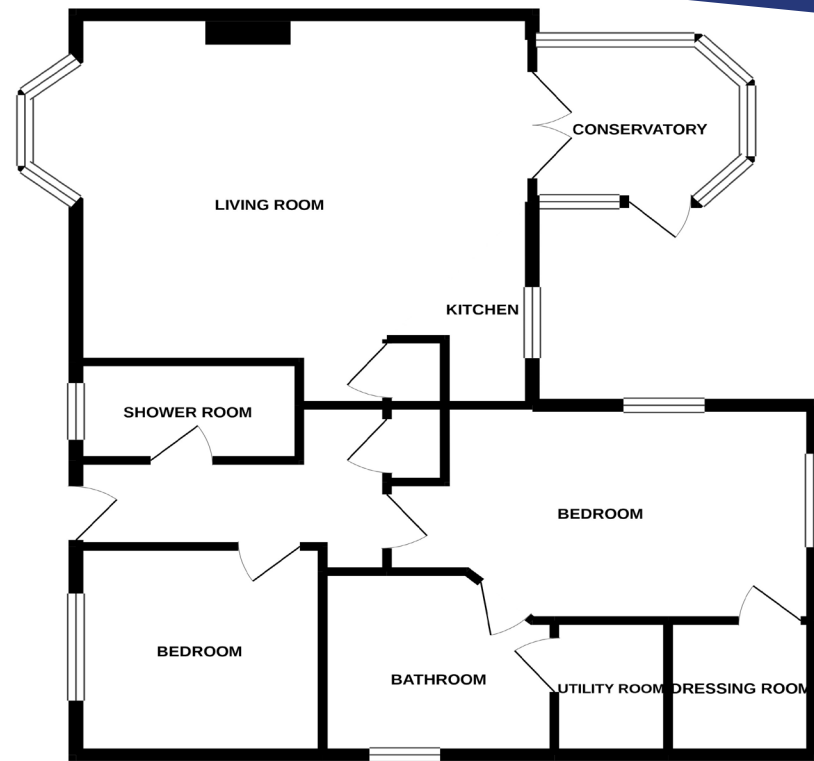 CONSERVATORY
LIVING ROOM
KITCHEN
SHOWER ROOM
BEDROOM
BEDROOM
BATHROOM
UTILITY ROOM
DRESSING ROOM